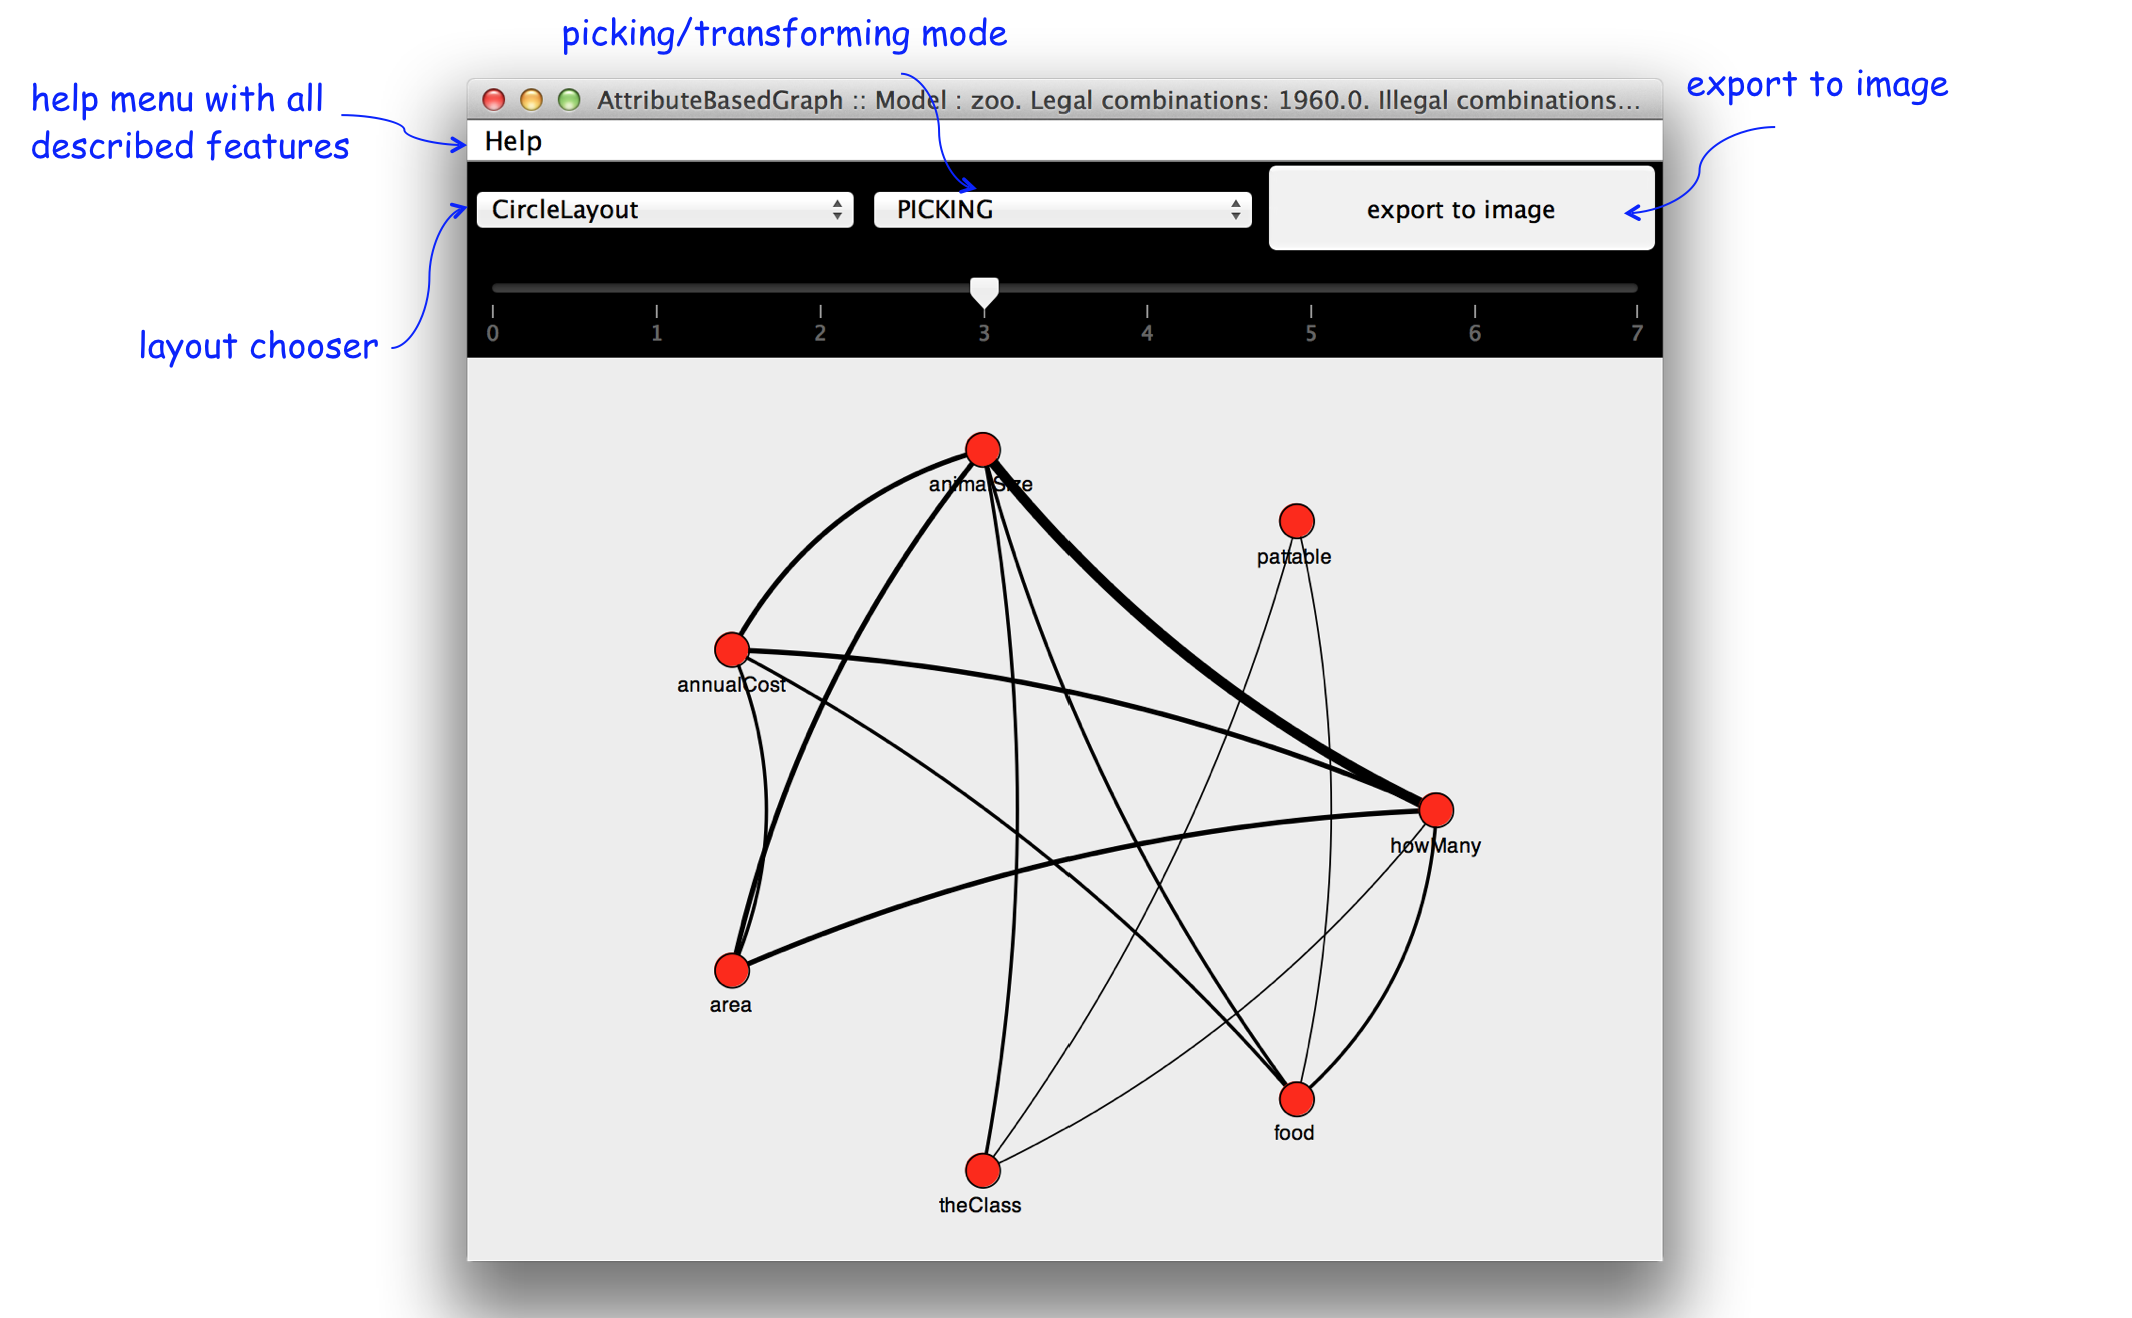 picking/transforming mode
help menu with all
described features
export to image
AttributeBasedGraph :: Model : zoo. Legal combinations: 1960.0. Illegal combinations...
Help
CircleLayout
PICKING
export to image
0 1 2 3 4 5 6 7
layout chooser
animalSize
pattable
annualCost
howMany
area
food
theClass